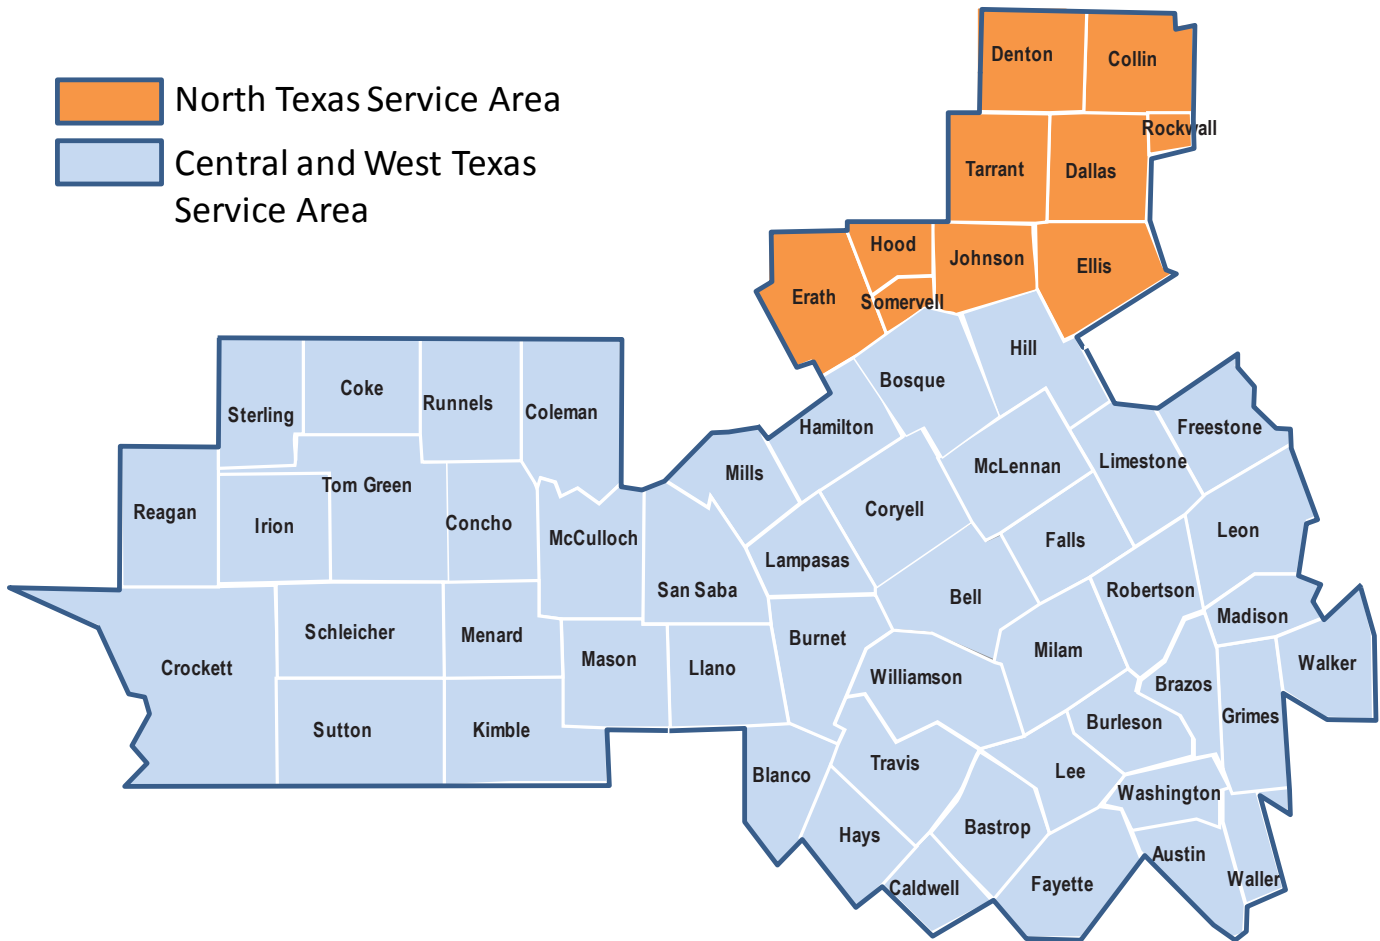 North Texas Service Area
Central and West Texas
Service Area
Denton
Collin
Rockwall
Tarrant
Dallas
Hood
Johnson
Ellis
Erath
Somervell
Hill
Bosque
Coke
Runnels
Coleman
Sterling
Hamilton
Freestone
McLennan
Limestone
Mills
Tom Green
Reagan
Irion
Concho
McCulloch
Coryell
Leon
Falls
Lampasas
San Saba
Bell
Robertson
Madison
Schleicher
Menard
Burnet
Milam
Crockett
Mason
Llano
Williamson
Walker
Brazos
Sutton
Kimble
Burleson
Grimes
Blanco
Travis
Lee
Washington
Hays
Bastrop
Austin
Caldwell
Fayette
Waller